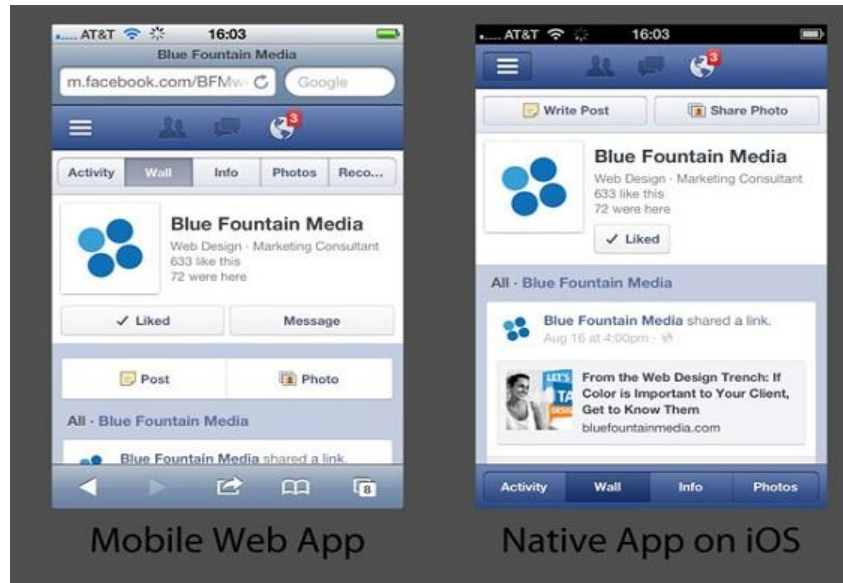 AT&T 16:03
Blue Fountain Media
m.facebook.com/BFMw Google
3
Activity Wall Info Photos Reco...
Blue Fountain Media
Web Design · Marketing Consultant
633 like this
72 were here
✓ Liked Message
Post Photo
All · Blue Fountain Media
Blue Fountain Media shared a link.
8
Mobile Web App
AT&T 16:03
3
Write Post Share Photo
Blue Fountain Media
Web Design · Marketing Consultant
633 like this
72 were here
✓ Liked
All · Blue Fountain Media
Blue Fountain Media shared a link.
Aug 16 at 4:00pm ·
LET'S
TA
DESIGN
From the Web Design Trench: If
Color is Important to Your Client,
Get to Know Them
bluefountainmedia.com
Activity Wall Info Photos
Native App on iOS